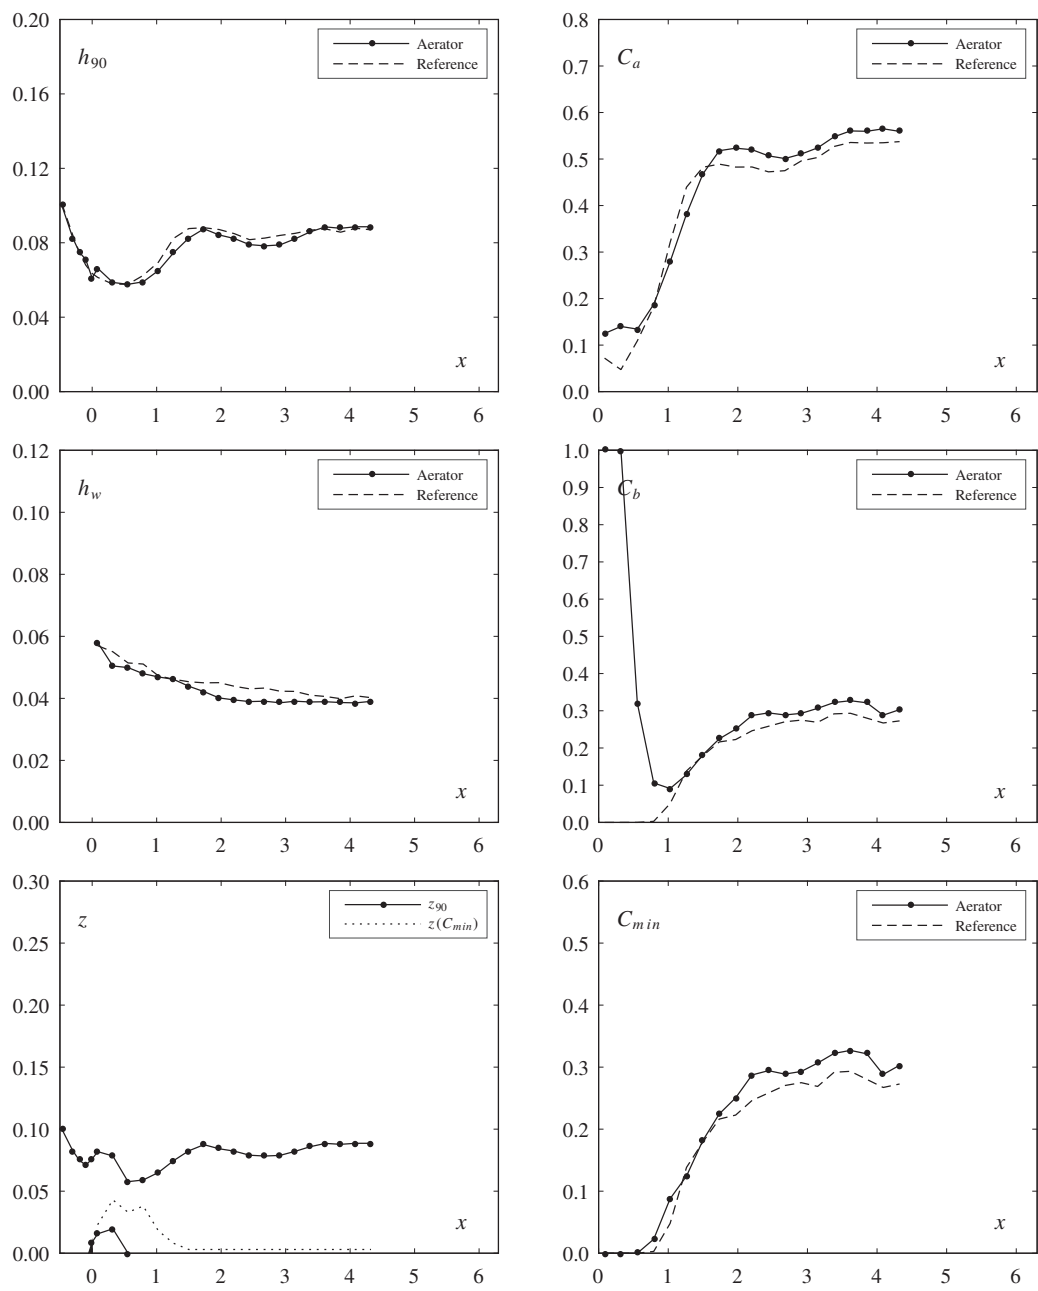 0.20
0.16
0.12
0.08
0.04
0.00
h90
Aerator
Reference
x
0 1 2 3 4 5 6
0.8
0.7
0.6
0.5
0.4
0.3
0.2
0.1
0.0
Ca
Aerator
Reference
x
0 1 2 3 4 5 6
0.12
0.10
0.08
0.06
0.04
0.02
0.00
hw
Aerator
Reference
x
0 1 2 3 4 5 6
1.0
0.9
0.8
0.7
0.6
0.5
0.4
0.3
0.2
0.1
0.0
Cb
Aerator
Reference
x
0 1 2 3 4 5 6
0.30
0.25
0.20
0.15
0.10
0.05
0.00
z
z90
z(Cmin)
x
0 1 2 3 4 5 6
0.6
0.5
0.4
0.3
0.2
0.1
0.0
Cmin
Aerator
Reference
x
0 1 2 3 4 5 6